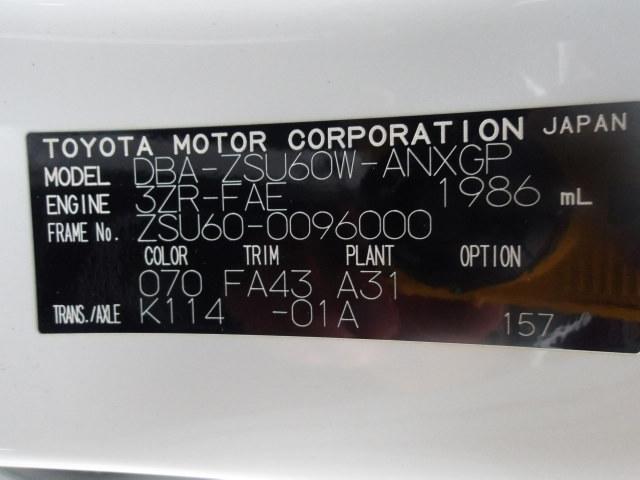 TOYOTA MOTOR CORPORATION JAPAN
MODEL DBA-ZSU60W-ANXGP
ENGINE 3ZR-FAE 1986 mL
FRAME No. ZSU60-0096000
COLOR TRIM PLANT OPTION
070 FA43 A31
TRANS./AXLE K114 -01A 157